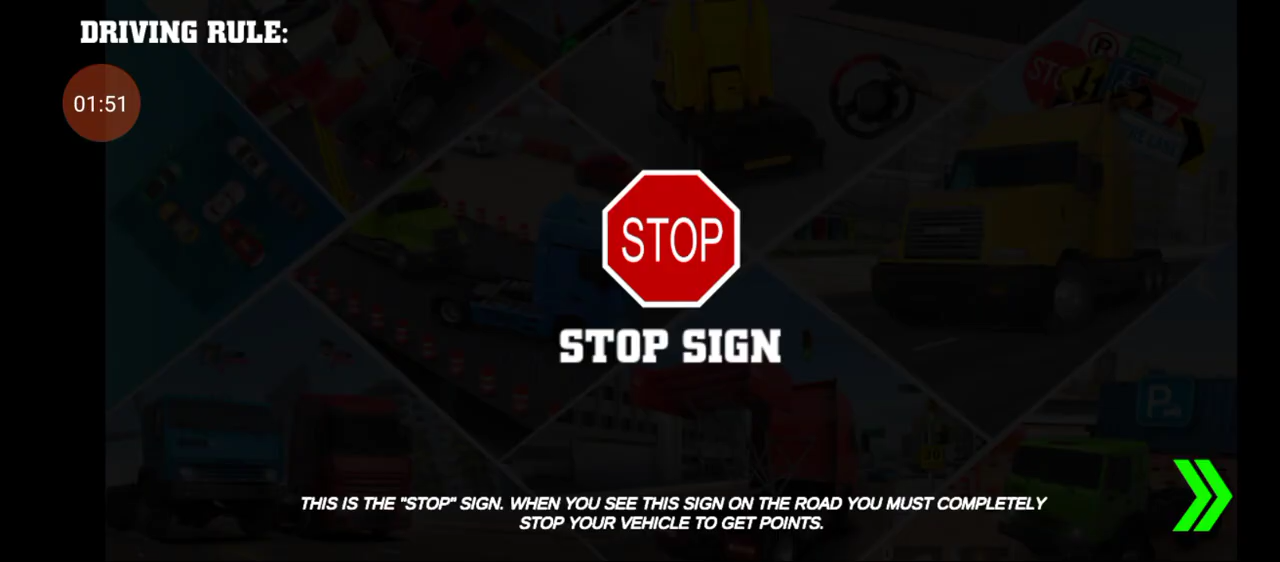 DRIVING RULE:
01:51
STOP
STOP SIGN
THIS IS THE "STOP" SIGN. WHEN YOU SEE THIS SIGN ON THE ROAD YOU MUST COMPLETELY
STOP YOUR VEHICLE TO GET POINTS.